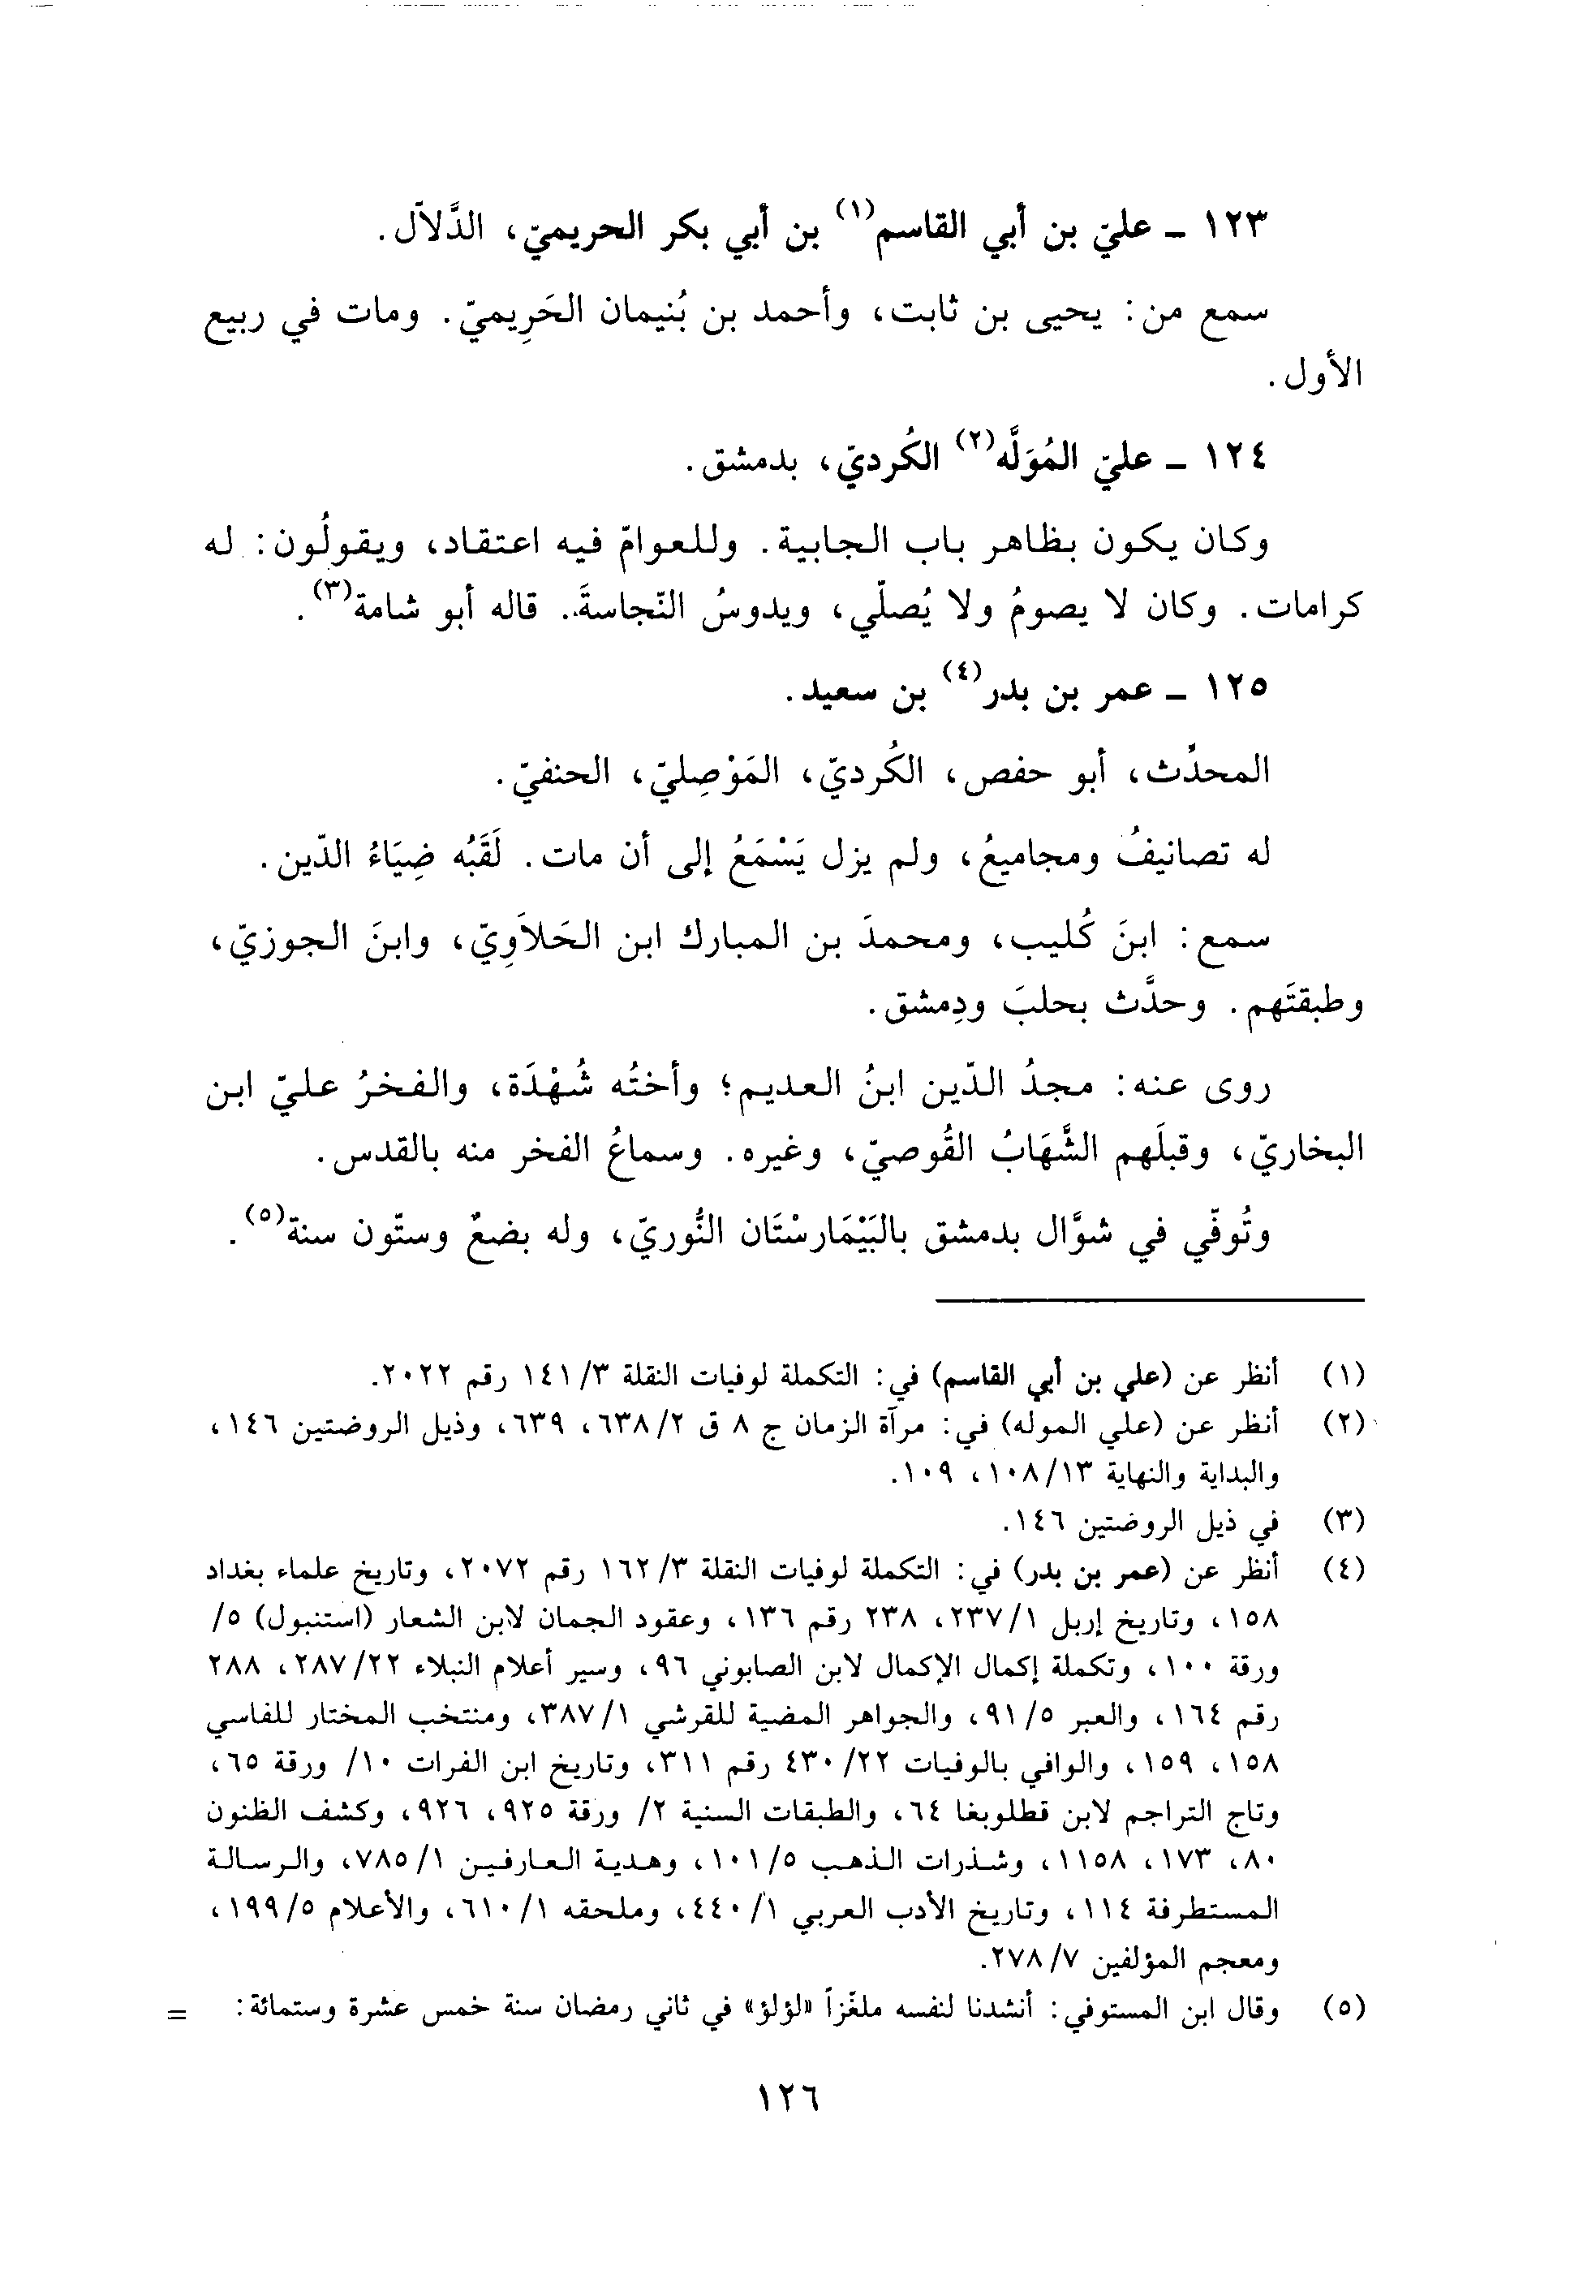 ١٢٣ ـ عليّ بن أبي القاسم(١) بن أبي بكر الحريميّ، الدَّلاّل.
سمع من: يحيى بن ثابت، وأحمد بن بُنيمان الحَرِيميّ. ومات في ربيع
الأول.
١٢٤ ـ عليّ المُوَلَّه(٢) الكُرديّ، بدمشق.
وكان يكون بظاهر باب الجابية. وللعوامّ فيه اعتقاد، ويقولُون: له
كرامات. وكان لا يصومُ ولا يُصلّي، ويدوسُ النّجاسةَ. قاله أبو شامة(٣).
١٢٥ ـ عمر بن بدر(٤) بن سعيد.
المحدِّث، أبو حفص، الكُرديّ، المَوْصِليّ، الحنفيّ.
له تصانيفُ ومجاميعُ، ولم يزل يَسْمَعُ إلى أن مات. لَقَبُه ضِيَاءُ الدّين.
سمع: ابنَ كُليب، ومحمدَ بن المبارك ابن الحَلاَوِيّ، وابنَ الجوزيّ،
وطبقتَهم. وحدَّث بحلبَ ودِمشق.
روى عنه: مجدُ الدّين ابنُ العديم؛ وأختُه شُهْدَة، والفخرُ عليّ ابن
البخاريّ، وقبلَهم الشَّهَابُ القُوصيّ، وغيره. وسماعُ الفخر منه بالقدس.
وتُوفّي في شوَّال بدمشق بالبَيْمَارسْتَان النُّوريّ، وله بضعٌ وستّون سنة(٥).
(١) أنظر عن (علي بن أبي القاسم) في: التكملة لوفيات النقلة ١٤١/٣ رقم ٢٠٢٢.
(٢) أنظر عن (علي الموله) في: مرآة الزمان ج ٨ ق ٦٣٨/٢، ٦٣٩، وذيل الروضتين ١٤٦،
والبداية والنهاية ١٠٨/١٣، ١٠٩.
(٣) في ذيل الروضتين ١٤٦.
(٤) أنظر عن (عمر بن بدر) في: التكملة لوفيات النقلة ١٦٢/٣ رقم ٢٠٧٢، وتاريخ علماء بغداد
١٥٨، وتاريخ إربل ٢٣٧/١، ٢٣٨ رقم ١٣٦، وعقود الجمان لابن الشعار (استنبول) ٥/
ورقة ١٠٠، وتكملة إكمال الإكمال لابن الصابوني ٩٦، وسير أعلام النبلاء ٢٨٧/٢٢، ٢٨٨
رقم ١٦٤، والعبر ٩١/٥، والجواهر المضية للقرشي ٣٨٧/١، ومنتخب المختار للفاسي
١٥٨، ١٥٩، والوافي بالوفيات ٤٣٠/٢٢ رقم ٣١١، وتاريخ ابن الفرات ١٠/ ورقة ٦٥،
وتاج التراجم لابن قطلوبغا ٦٤، والطبقات السنية ٢/ ورقة ٩٢٥، ٩٢٦، وكشف الظنون
٨٠، ١٧٣، ١١٥٨، وشذرات الذهب ١٠١/٥، وهدية العارفين ٧٨٥/١، والرسالة
المستطرفة ١١٤، وتاريخ الأدب العربي ٤٤٠/١، وملحقه ٦١٠/١، والأعلام ١٩٩/٥،
ومعجم المؤلفين ٢٧٨/٧.
(٥) وقال ابن المستوفي: أنشدنا لنفسه ملغّزاً «لؤلؤ» في ثاني رمضان سنة خمس عشرة وستمائة: =
١٢٦